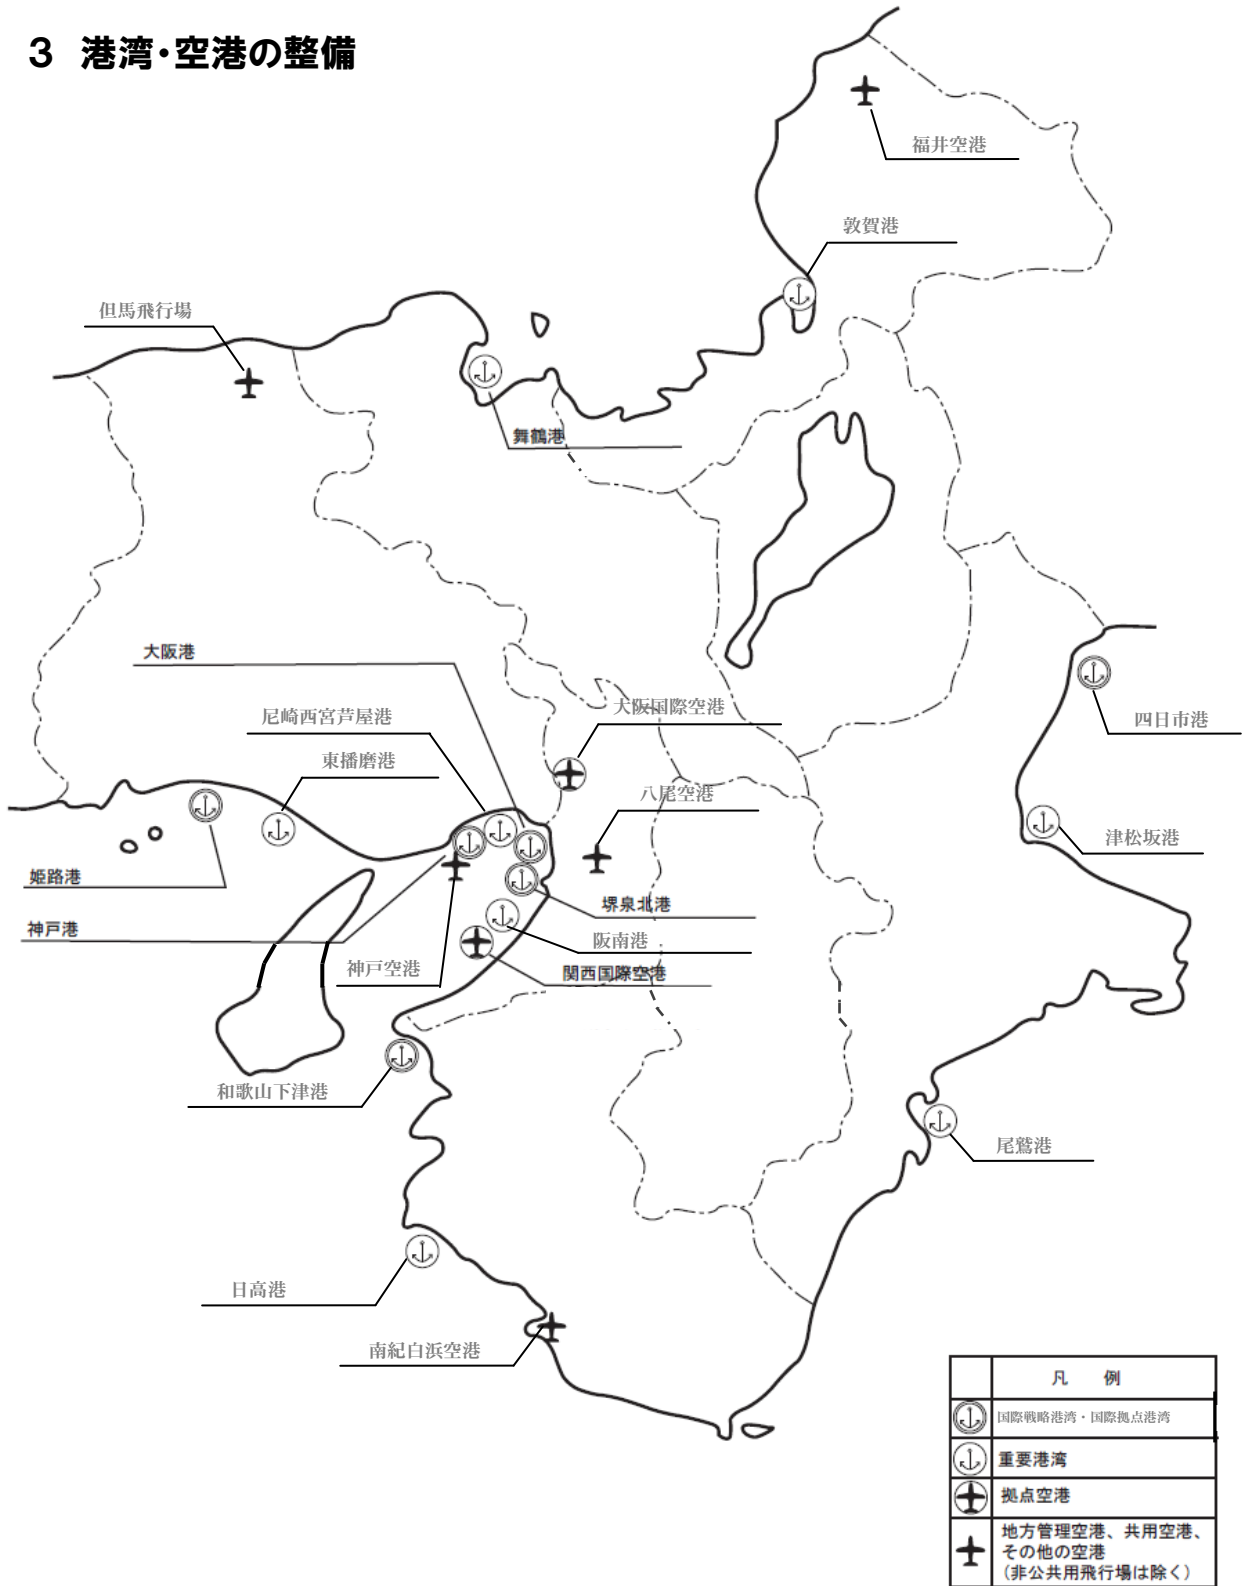 3 港湾・空港の整備
福井空港
敦賀港
但馬飛行場
舞鶴港
大阪港
大阪国際空港
尼崎西宮芦屋港
四日市港
東播磨港
八尾空港
津松坂港
姫路港
堺泉北港
神戸港
阪南港
神戸空港
関西国際空港
和歌山下津港
尾鷲港
日高港
南紀白浜空港
凡 例
国際戦略港湾・国際拠点港湾
重要港湾
拠点空港
地方管理空港、共用空港、
その他の空港
(非公共用飛行場は除く)